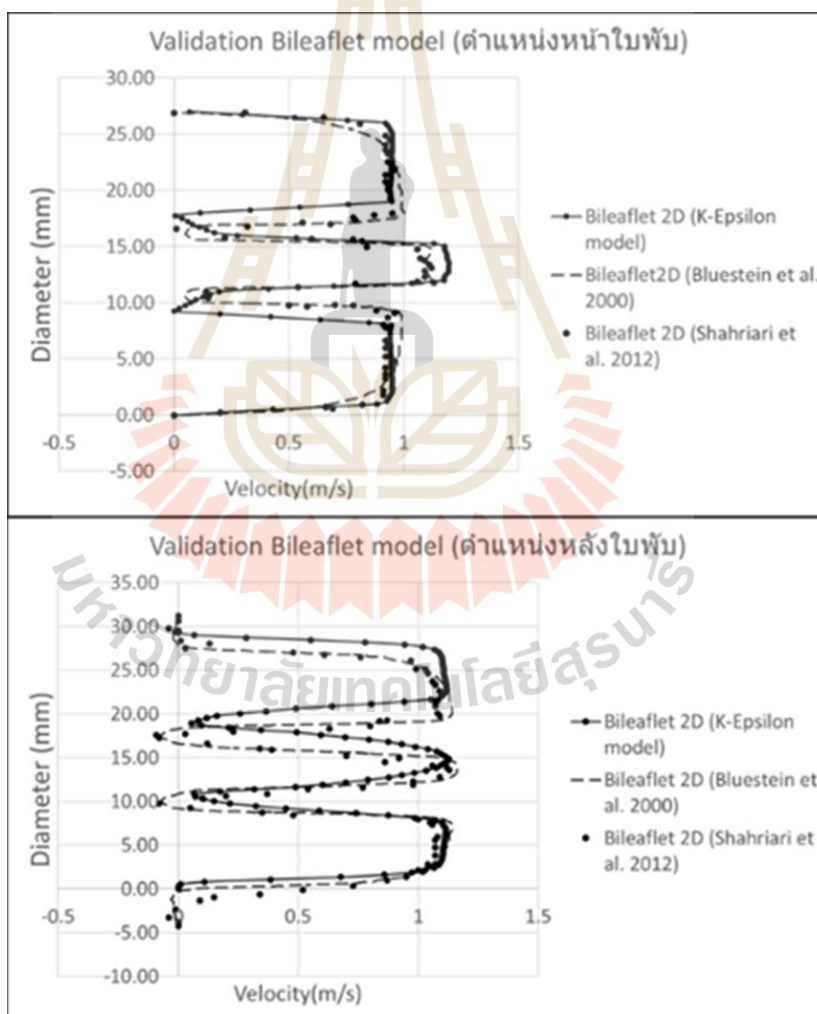 Validation Bileaflet model (ตำแหน่งหน้าใบพับ)
30.00
25.00
20.00
15.00
10.00
5.00
0.00
-5.00
-0.5
0
0.5
1
1.5
Diameter (mm)
Velocity(m/s)
Bileaflet 2D (K-Epsilon
model)
Bileaflet2D (Bluestein et al.
2000)
Bileaflet 2D (Shahriari et
al. 2012)
Validation Bileaflet model (ตำแหน่งหลังใบพับ)
35.00
30.00
25.00
20.00
15.00
10.00
5.00
0.00
-5.00
-10.00
-0.5
0
0.5
1
1.5
Diameter (mm)
Velocity(m/s)
Bileaflet 2D (K-Epsilon
model)
Bileaflet 2D (Bluestein et
al. 2000)
Bileaflet 2D (Shahriari et
al. 2012)
มหาวิทยาลัยเทคโนโลยีสุรนารี